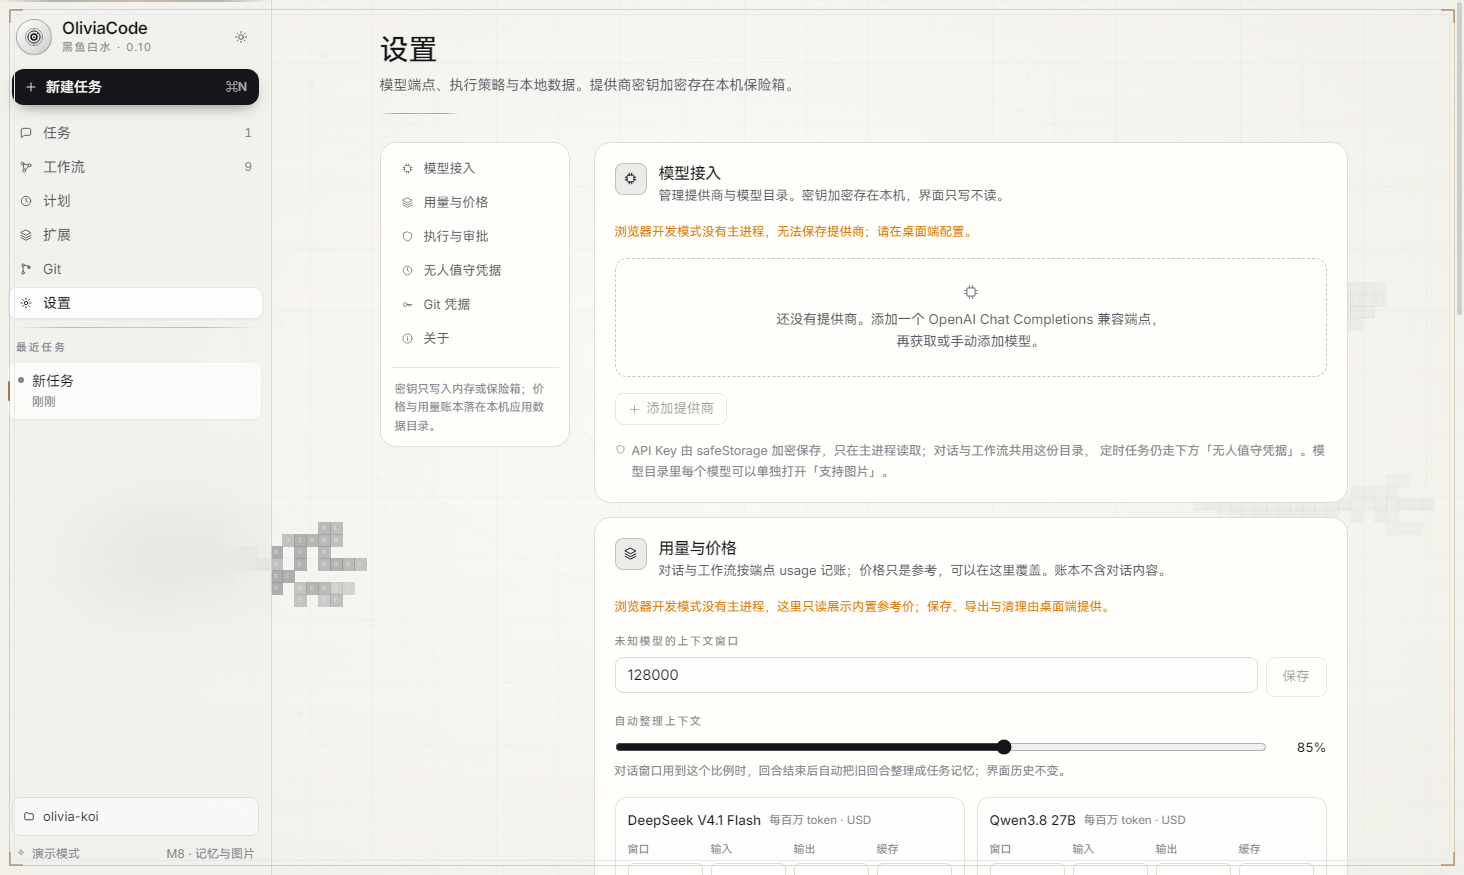 OliviaCode
黑鱼白水 · 0.10
新建任务 ⌘N
任务 1
工作流 9
计划
扩展
Git
设置
最近任务
新任务
刚刚
olivia-koi
演示模式 M8 · 记忆与图片
设置
模型端点、执行策略与本地数据。提供商密钥加密存在本机保险箱。
模型接入
用量与价格
执行与审批
无人值守凭据
Git 凭据
关于
密钥只写入内存或保险箱；价
格与用量账本落在本机应用数
据目录。
模型接入
管理提供商与模型目录。密钥加密存在本机，界面只写不读。
浏览器开发模式没有主进程，无法保存提供商；请在桌面端配置。
还没有提供商。添加一个 OpenAI Chat Completions 兼容端点，
再获取或手动添加模型。
添加提供商
API Key 由 safeStorage 加密保存，只在主进程读取；对话与工作流共用这份目录， 定时任务仍走下方「无人值守凭据」。模
型目录里每个模型可以单独打开「支持图片」。
用量与价格
对话与工作流按端点 usage 记账；价格只是参考，可以在这里覆盖。账本不含对话内容。
浏览器开发模式没有主进程，这里只读展示内置参考价；保存、导出与清理由桌面端提供。
未知模型的上下文窗口
128000 保存
自动整理上下文
85%
对话窗口用到这个比例时，回合结束后自动把旧回合整理成任务记忆；界面历史不变。
DeepSeek V4.1 Flash 每百万 token · USD
窗口 输入 输出 缓存
Qwen3.8 27B 每百万 token · USD
窗口 输入 输出 缓存